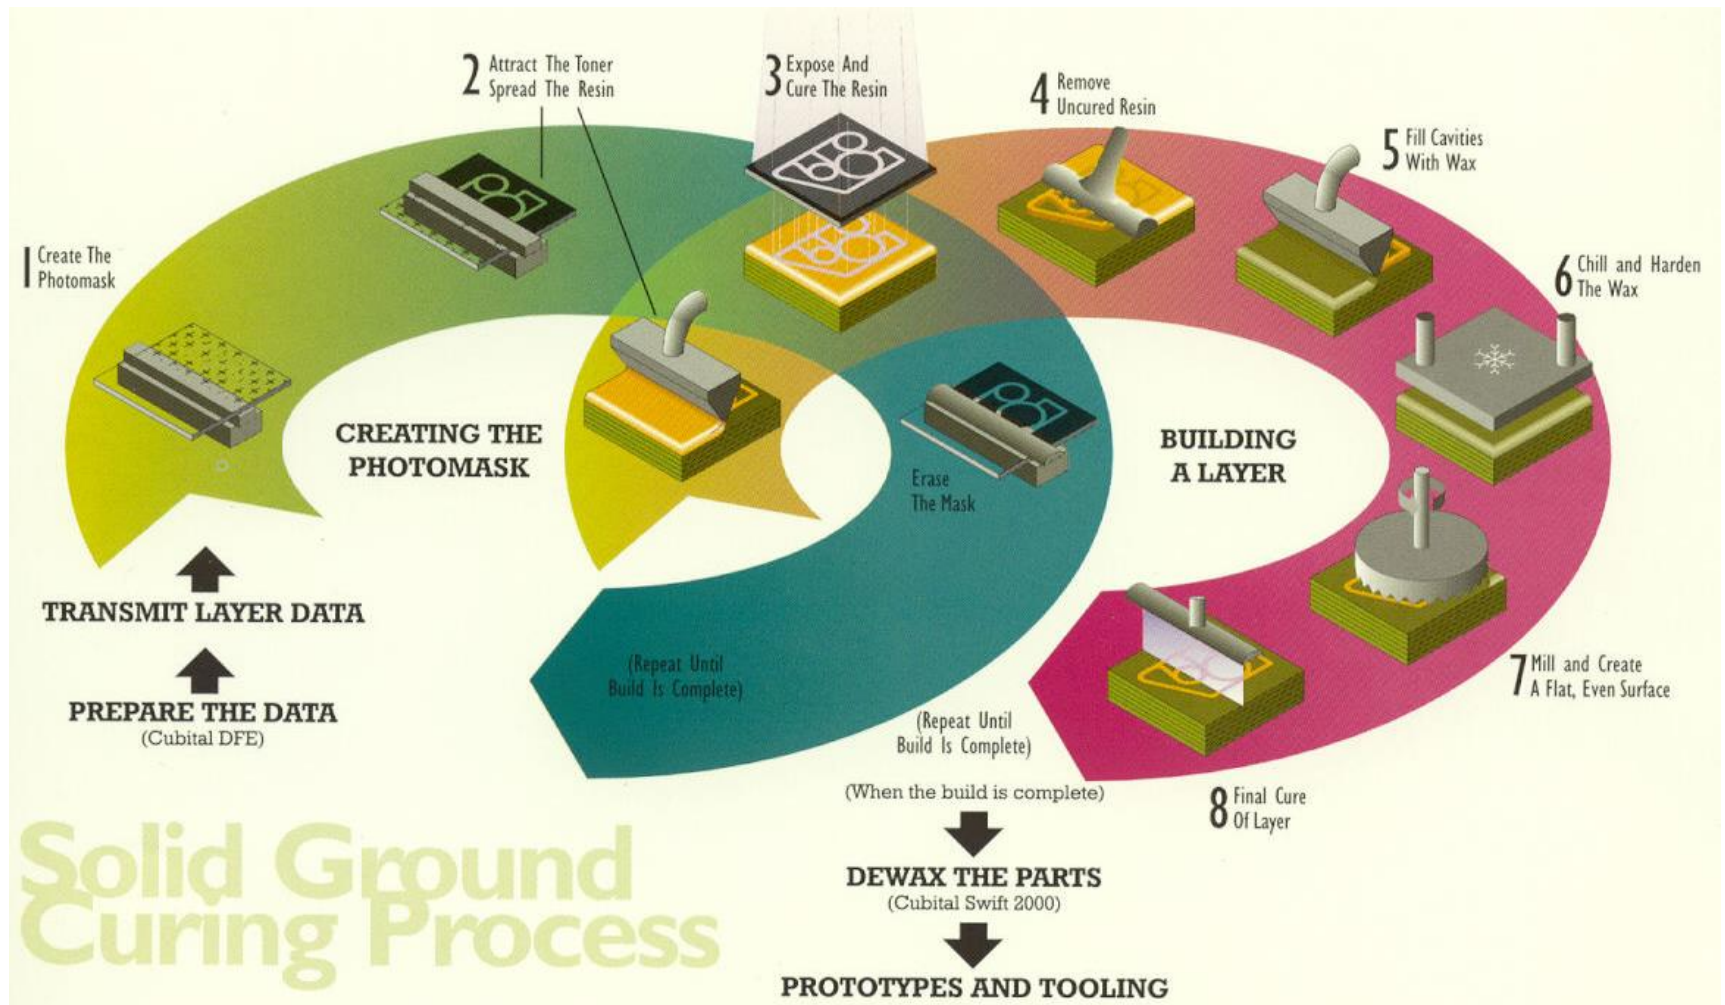 2 Attract The Toner
Spread The Resin
3 Expose And
Cure The Resin
4 Remove
Uncured Resin
5 Fill Cavities
With Wax
1 Create The
Photomask
6 Chill and Harden
The Wax
CREATING THE
PHOTOMASK
BUILDING
A LAYER
Erase
The Mask
TRANSMIT LAYER DATA
(Repeat Until
Build Is Complete)
7 Mill and Create
A Flat, Even Surface
PREPARE THE DATA
(Cubital DFE)
(Repeat Until
Build Is Complete)
(When the build is complete)
8 Final Cure
Of Layer
Solid Ground
Curing Process
DEWAX THE PARTS
(Cubital Swift 2000)
PROTOTYPES AND TOOLING